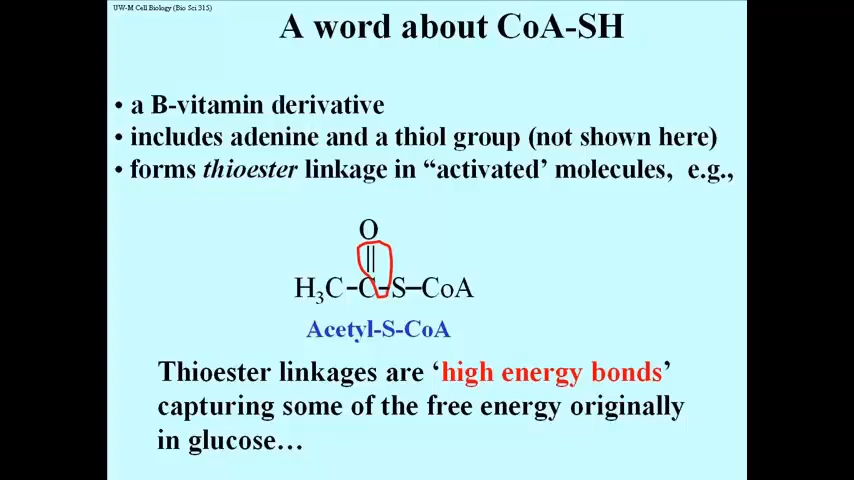 UW-M Cell Biology (Bio Sci 315)
A word about CoA-SH
• a B-vitamin derivative
• includes adenine and a thiol group (not shown here)
• forms thioester linkage in “activated’ molecules, e.g.,
O
H₃C-C-S-CoA
Acetyl-S-CoA
Thioester linkages are ‘high energy bonds’
capturing some of the free energy originally
in glucose…